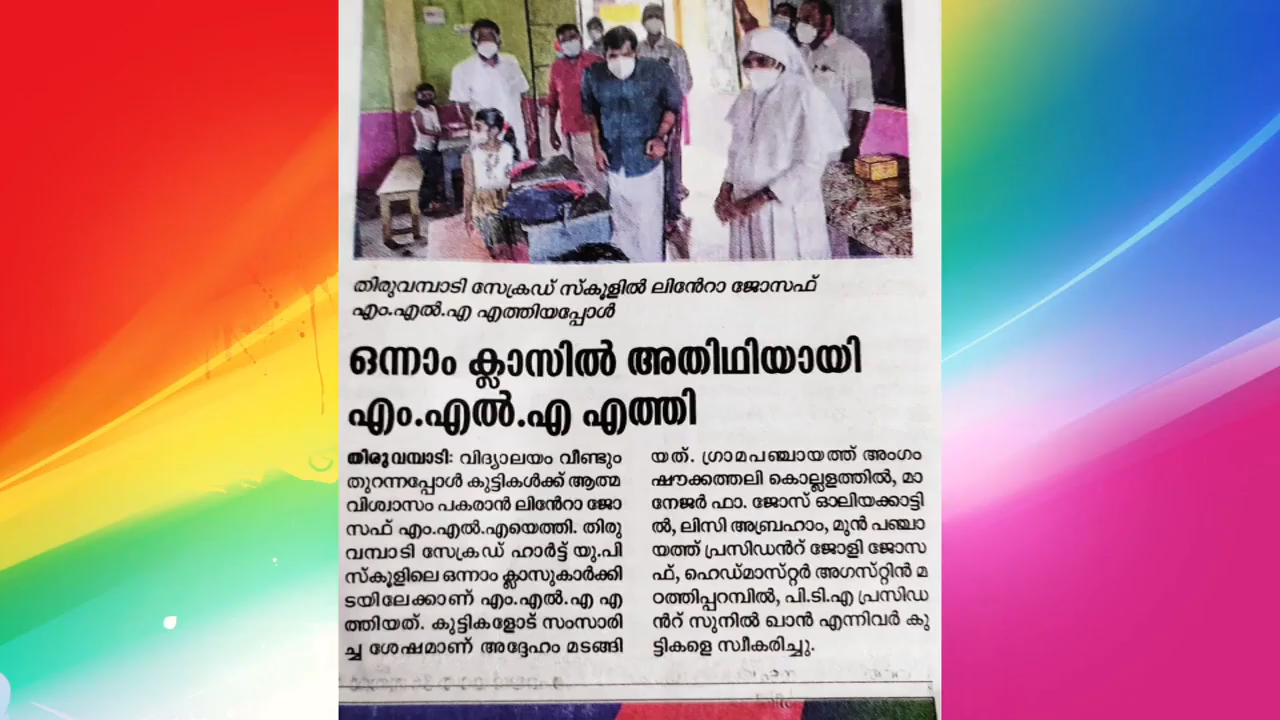 തിരുവമ്പാടി സേക്രഡ് സ്കൂളിൽ ലിൻേറാ ജോസഫ്
എം.എൽ.എ എത്തിയപ്പോൾ
ഒന്നാം ക്ലാസിൽ അതിഥിയായി
എം.എൽ.എ എത്തി
തിരുവമ്പാടി: വിദ്യാലയം വീണ്ടും
തുറന്നപ്പോൾ കുട്ടികൾക്ക് ആത്മ
വിശ്വാസം പകരാൻ ലിൻേറാ ജോ
സഫ് എം.എൽ.എയെത്തി. തിരു
വമ്പാടി സേക്രഡ് ഹാർട്ട് യു.പി
സ്കൂളിലെ ഒന്നാം ക്ലാസുകാർക്കി
ടയിലേക്കാണ് എം.എൽ.എ എ
ത്തിയത്. കുട്ടികളോട് സംസാരി
ച്ച ശേഷമാണ് അദ്ദേഹം മടങ്ങി
യത്. ഗ്രാമപഞ്ചായത്ത് അംഗം
ഷൗക്കത്തലി കൊല്ലളത്തിൽ, മാ
നേജർ ഫാ. ജോസ് ഓലിയക്കാട്ടി
ൽ, ലിസി അബ്രഹാം, മുൻ പഞ്ചാ
യത്ത് പ്രസിഡൻറ് ജോളി ജോസ
ഫ്, ഹെഡ്മാസ്റ്റർ അഗസ്റ്റിൻ മ
ഠത്തിപ്പറമ്പിൽ, പി.ടി.എ പ്രസിഡ
ൻറ് സുനിൽ ഖാൻ എന്നിവർ കു
ട്ടികളെ സ്വീകരിച്ചു.